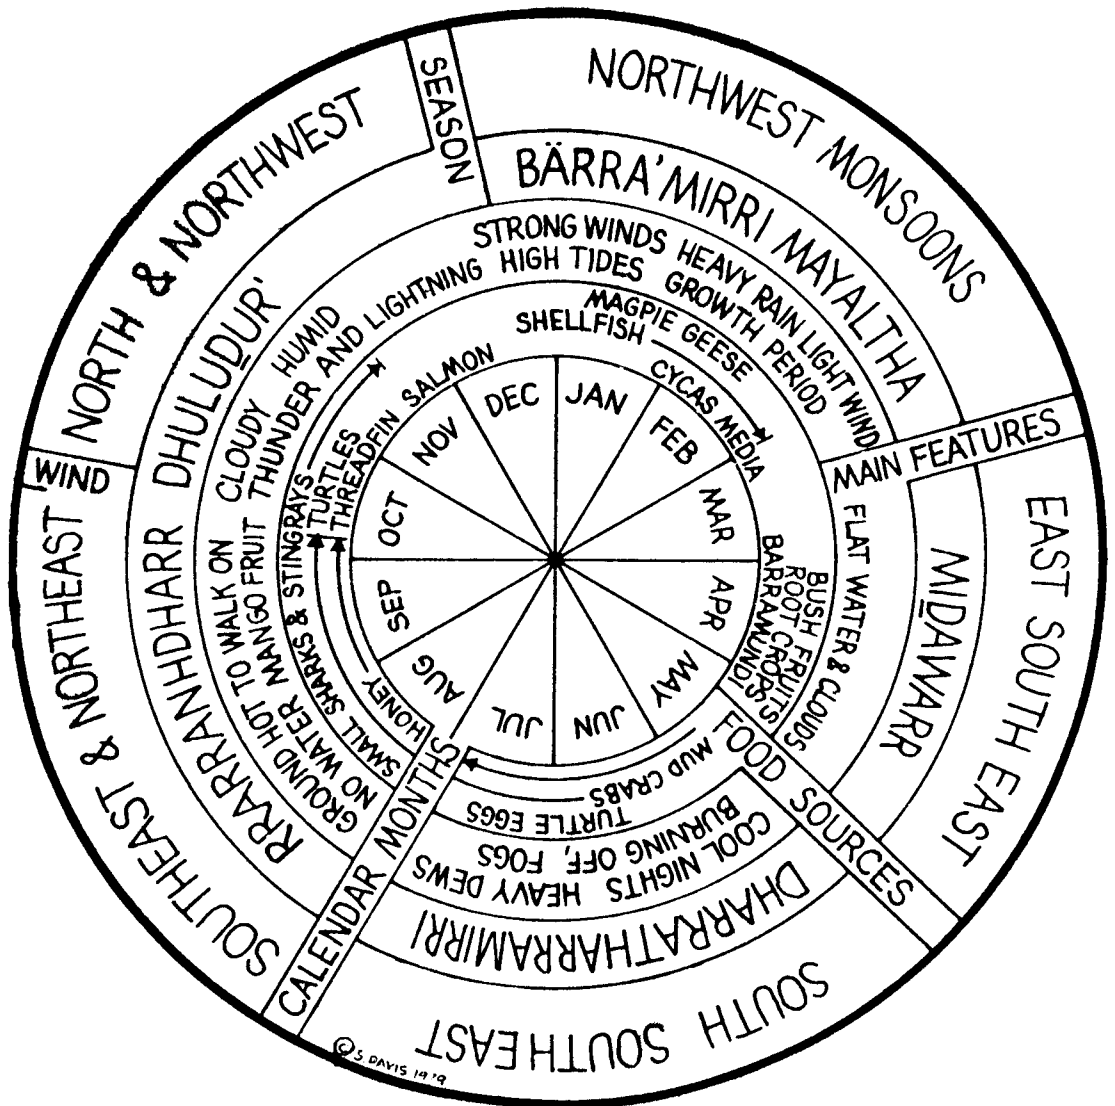 NORTHWEST MONSOONS
EAST SOUTH EAST
SOUTH SOUTH EAST
SOUTHEAST & NORTHEAST
NORTH & NORTHWEST
SEASON
MAIN FEATURES
FOOD SOURCES
CALENDAR MONTHS
WIND
BÄRRA'MIRRI MAYALTHA
MIḎAWARR
DHARRATHARRAMIRRI
RRARRANHDHARR
DHULUḎUR'
STRONG WINDS HEAVY RAIN LIGHT WIND
HIGH TIDES GROWTH PERIOD
FLAT WATER & CLOUDS
COOL NIGHTS HEAVY DEWS
BURNING OFF, FOGS
GROUND HOT TO WALK ON
NO WATER MANGO FRUIT
CLOUDY HUMID
THUNDER AND LIGHTNING
MAGPIE GEESE
SHELLFISH
CYCAS MEDIA
BUSH FRUITS
ROOT CROPS
BARRAMUNDI
MUD CRABS
TURTLE EGGS
SMALL SHARKS & STINGRAYS
HONEY
TURTLES
THREADFIN SALMON
JAN
FEB
MAR
APR
MAY
JUN
JUL
AUG
SEP
OCT
NOV
DEC
© S DAVIS 1979